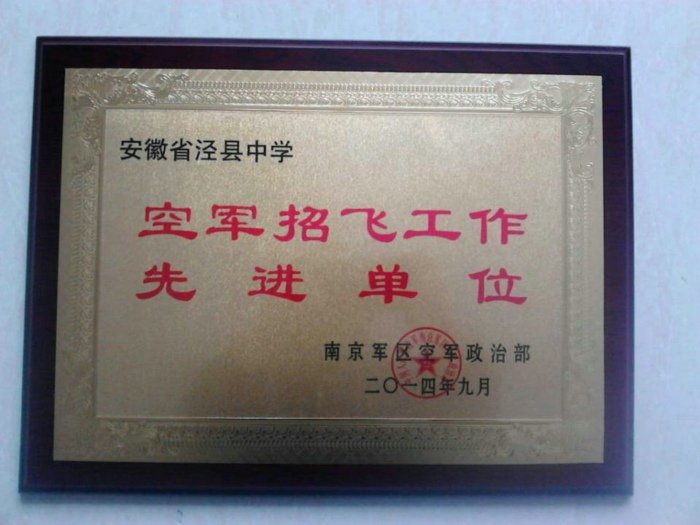 安徽省泾县中学
空军招飞工作
先进单位
南京军区空军政治部
二〇一四年九月